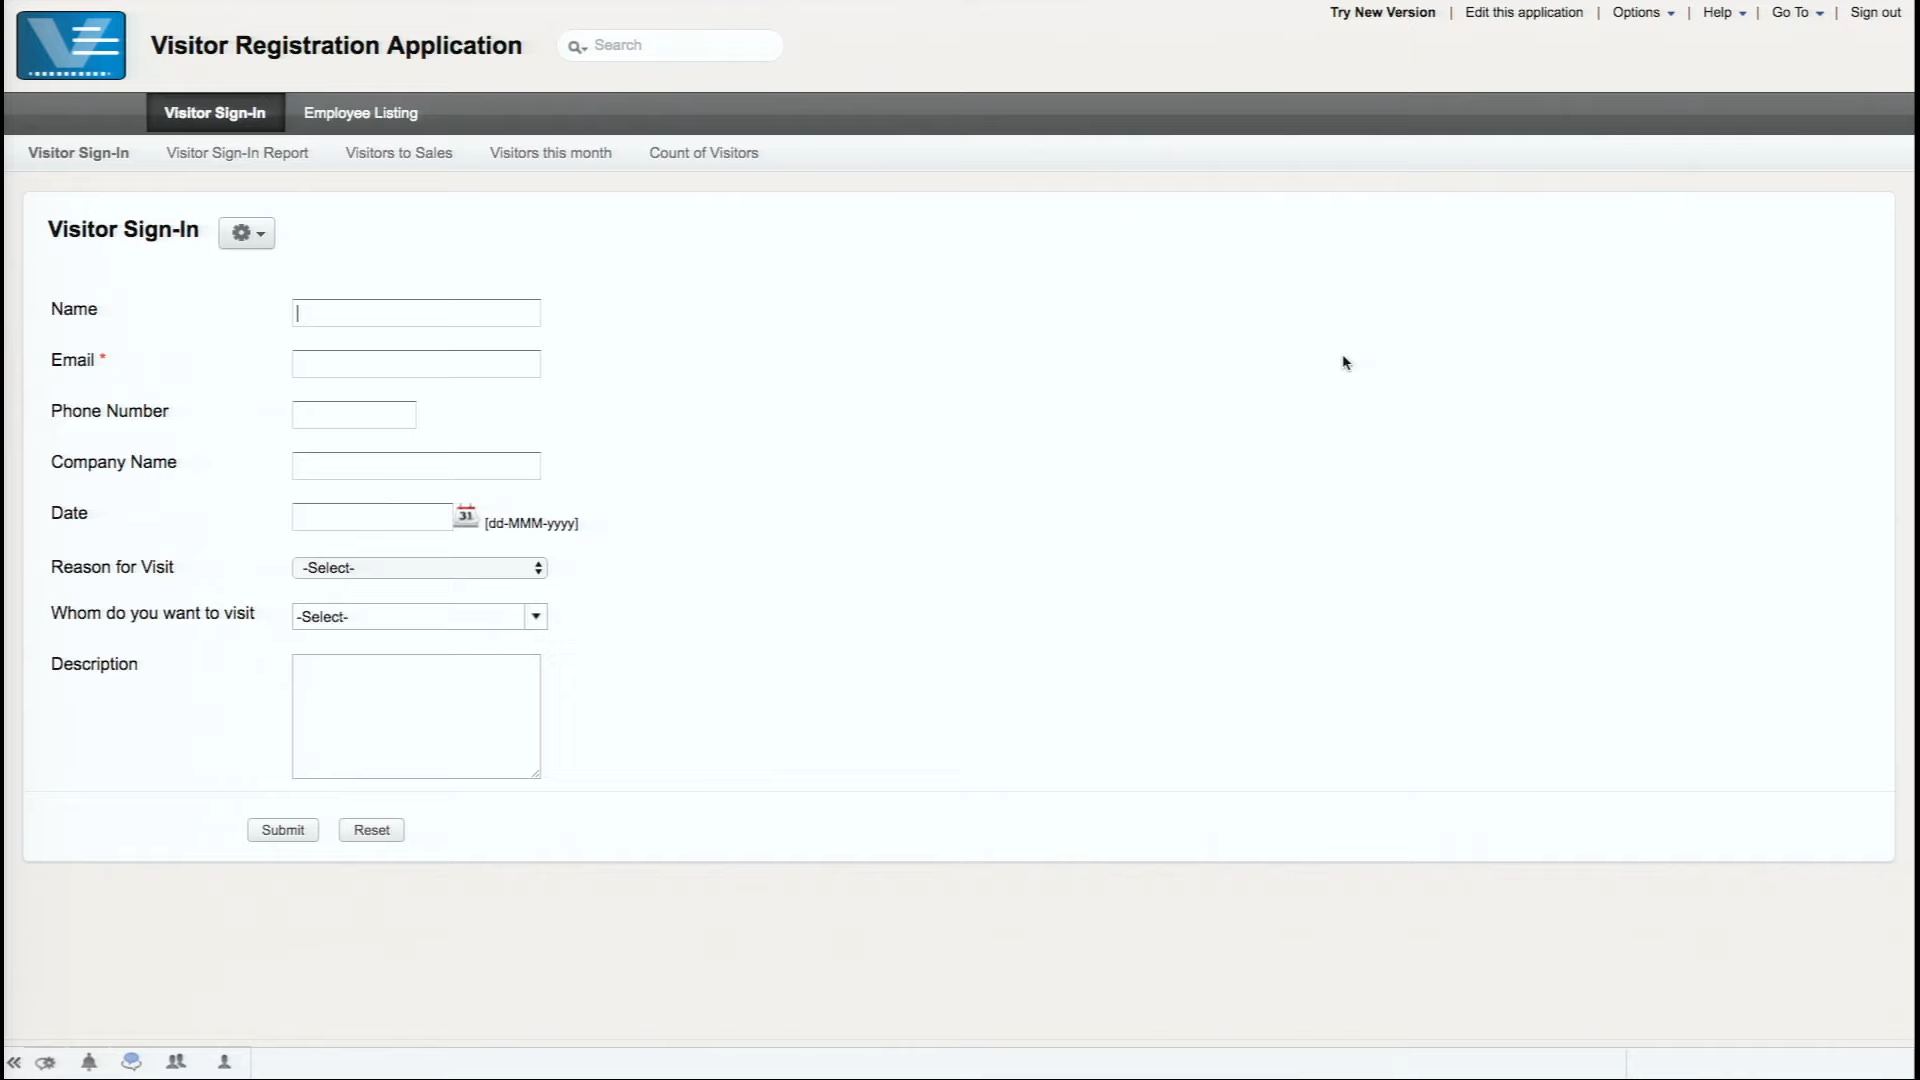 Try New Version | Edit this application | Options | Help | Go To | Sign out
Visitor Registration Application
Search
Visitor Sign-In Employee Listing
Visitor Sign-In Visitor Sign-In Report Visitors to Sales Visitors this month Count of Visitors
Visitor Sign-In
Name
Email *
Phone Number
Company Name
Date 31 [dd-MMM-yyyy]
Reason for Visit -Select-
Whom do you want to visit -Select-
Description
Submit Reset